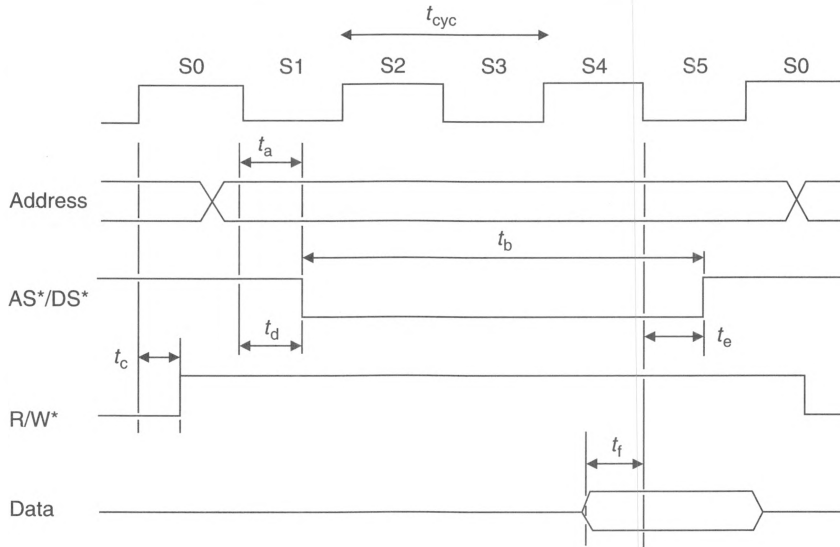 t_cyc
S0 S1 S2 S3 S4 S5 S0
t_a
Address
t_b
AS*/DS*
t_d
t_e
t_c
R/W*
t_f
Data